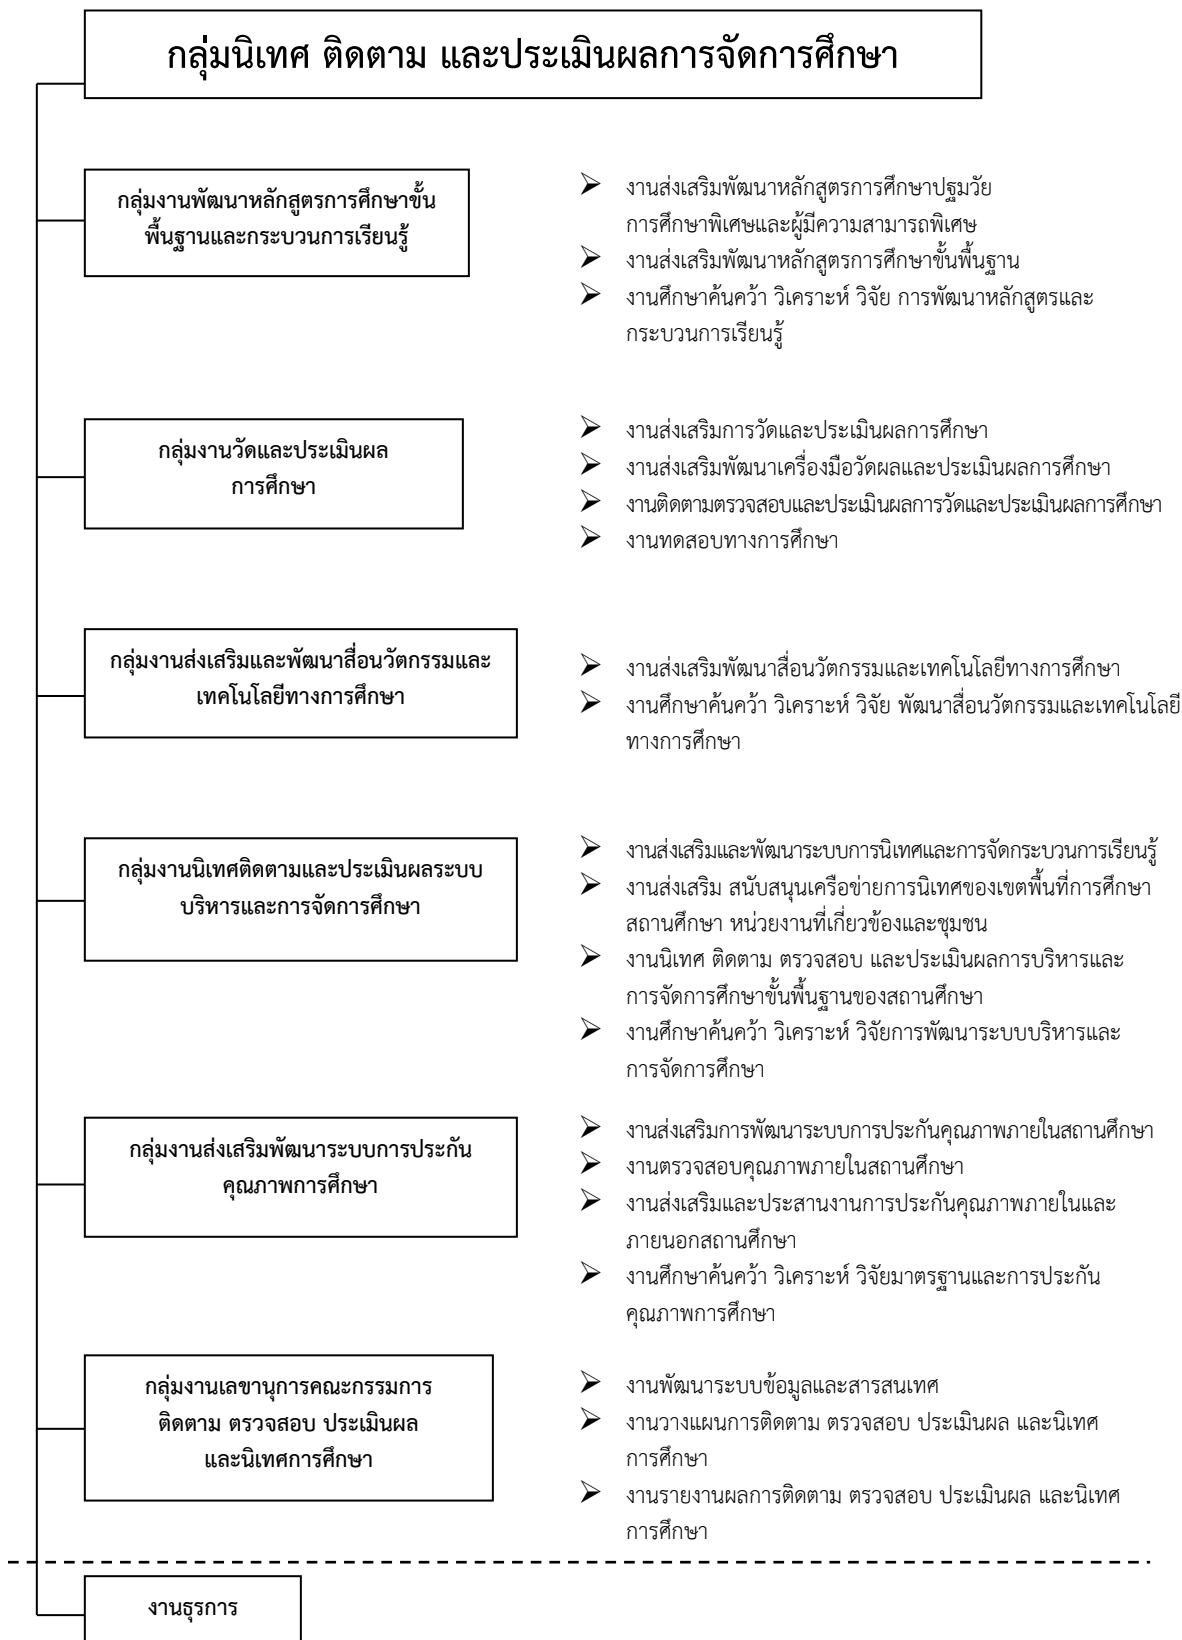 กลุ่มนิเทศ ติดตาม และประเมินผลการจัดการศึกษา
กลุ่มงานพัฒนาหลักสูตรการศึกษาขั้น
พื้นฐานและกระบวนการเรียนรู้
งานส่งเสริมพัฒนาหลักสูตรการศึกษาปฐมวัย
การศึกษาพิเศษและผู้มีความสามารถพิเศษ
งานส่งเสริมพัฒนาหลักสูตรการศึกษาขั้นพื้นฐาน
งานศึกษาค้นคว้า วิเคราะห์ วิจัย การพัฒนาหลักสูตรและ
กระบวนการเรียนรู้
กลุ่มงานวัดและประเมินผล
การศึกษา
งานส่งเสริมการวัดและประเมินผลการศึกษา
งานส่งเสริมพัฒนาเครื่องมือวัดผลและประเมินผลการศึกษา
งานติดตามตรวจสอบและประเมินผลการวัดและประเมินผลการศึกษา
งานทดสอบทางการศึกษา
กลุ่มงานส่งเสริมและพัฒนาสื่อนวัตกรรมและ
เทคโนโลยีทางการศึกษา
งานส่งเสริมพัฒนาสื่อนวัตกรรมและเทคโนโลยีทางการศึกษา
งานศึกษาค้นคว้า วิเคราะห์ วิจัย พัฒนาสื่อนวัตกรรมและเทคโนโลยี
ทางการศึกษา
กลุ่มงานนิเทศติดตามและประเมินผลระบบ
บริหารและการจัดการศึกษา
งานส่งเสริมและพัฒนาระบบการนิเทศและการจัดกระบวนการเรียนรู้
งานส่งเสริม สนับสนุนเครือข่ายการนิเทศของเขตพื้นที่การศึกษา
สถานศึกษา หน่วยงานที่เกี่ยวข้องและชุมชน
งานนิเทศ ติดตาม ตรวจสอบ และประเมินผลการบริหารและ
การจัดการศึกษาขั้นพื้นฐานของสถานศึกษา
งานศึกษาค้นคว้า วิเคราะห์ วิจัยการพัฒนาระบบบริหารและ
การจัดการศึกษา
กลุ่มงานส่งเสริมพัฒนาระบบการประกัน
คุณภาพการศึกษา
งานส่งเสริมการพัฒนาระบบการประกันคุณภาพภายในสถานศึกษา
งานตรวจสอบคุณภาพภายในสถานศึกษา
งานส่งเสริมและประสานงานการประกันคุณภาพภายในและ
ภายนอกสถานศึกษา
งานศึกษาค้นคว้า วิเคราะห์ วิจัยมาตรฐานและการประกัน
คุณภาพการศึกษา
กลุ่มงานเลขานุการคณะกรรมการ
ติดตาม ตรวจสอบ ประเมินผล
และนิเทศการศึกษา
งานพัฒนาระบบข้อมูลและสารสนเทศ
งานวางแผนการติดตาม ตรวจสอบ ประเมินผล และนิเทศ
การศึกษา
งานรายงานผลการติดตาม ตรวจสอบ ประเมินผล และนิเทศ
การศึกษา
งานธุรการ